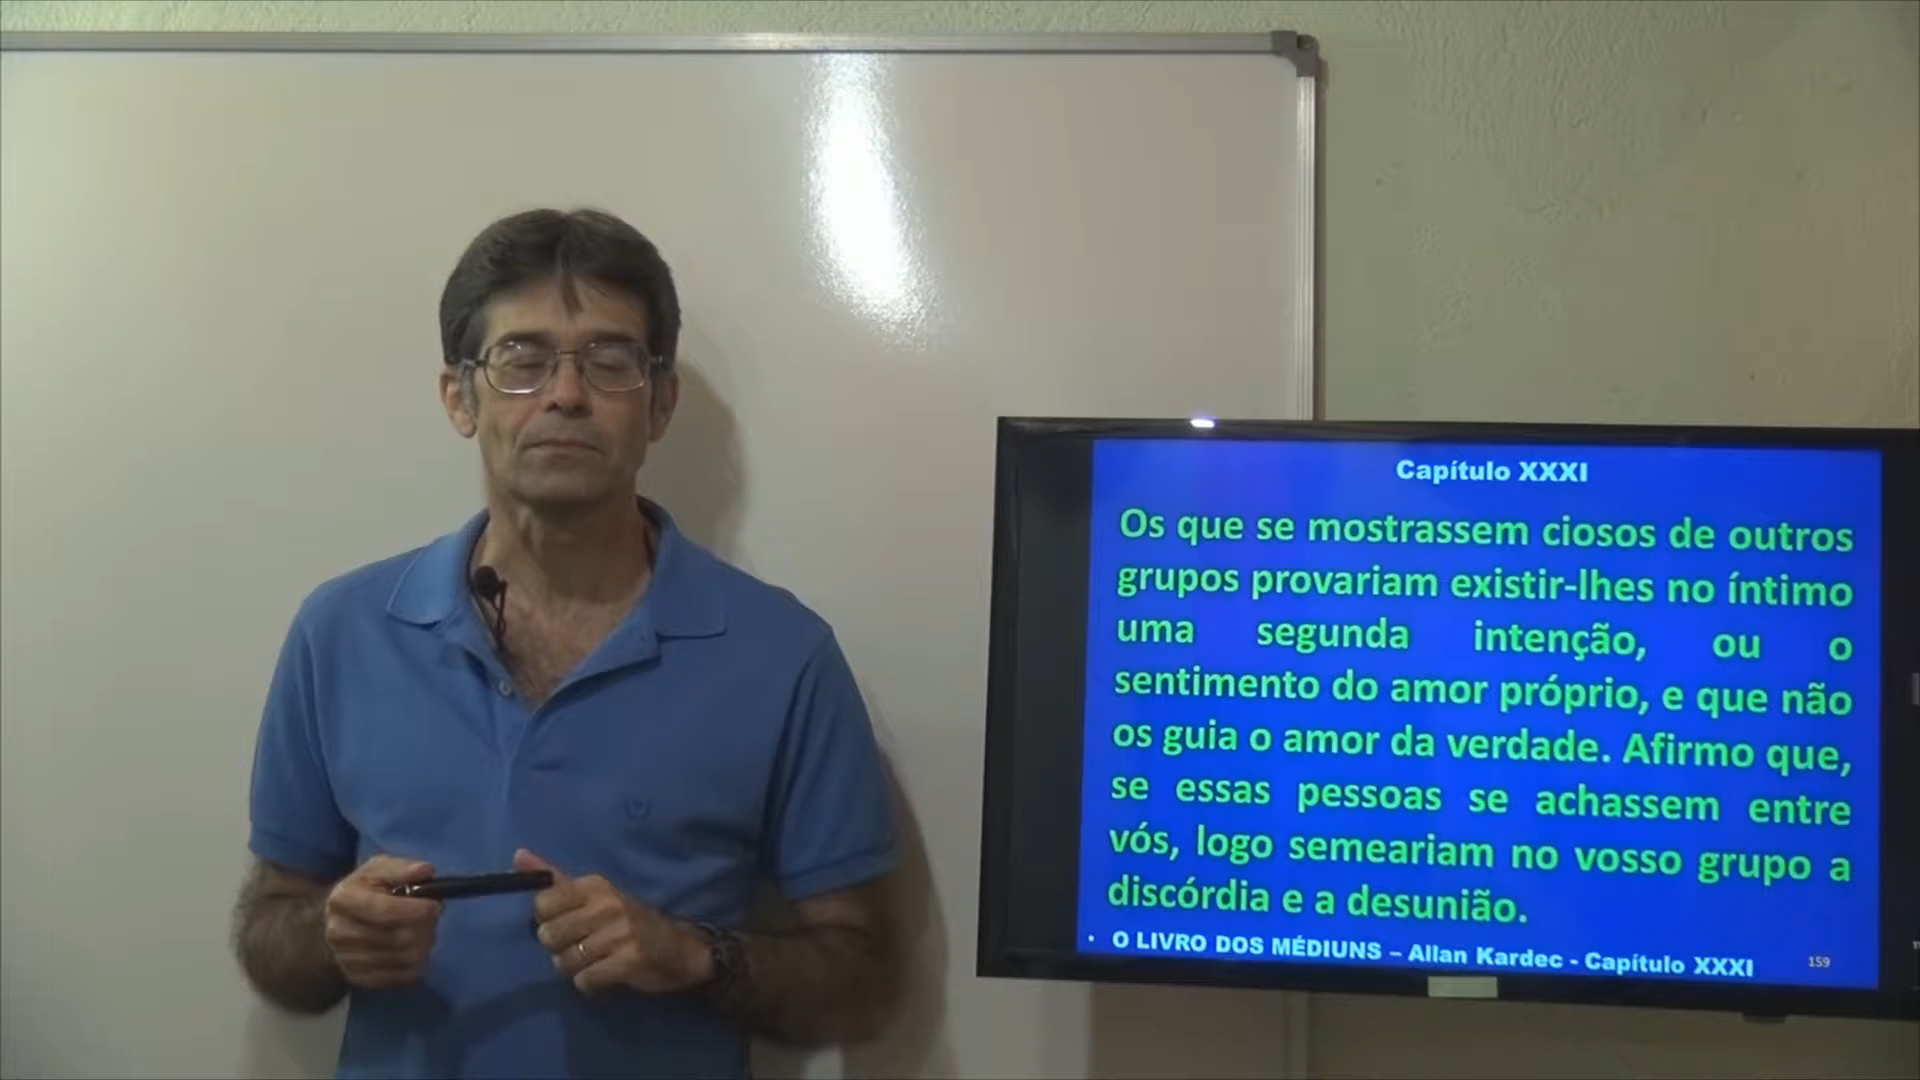 Capítulo XXXI
Os que se mostrassem ciosos de outros
grupos provariam existir-lhes no íntimo
uma segunda intenção, ou o
sentimento do amor próprio, e que não
os guia o amor da verdade. Afirmo que,
se essas pessoas se achassem entre
vós, logo semeariam no vosso grupo a
discórdia e a desunião.
• O LIVRO DOS MÉDIUNS – Allan Kardec - Capítulo XXXI
159